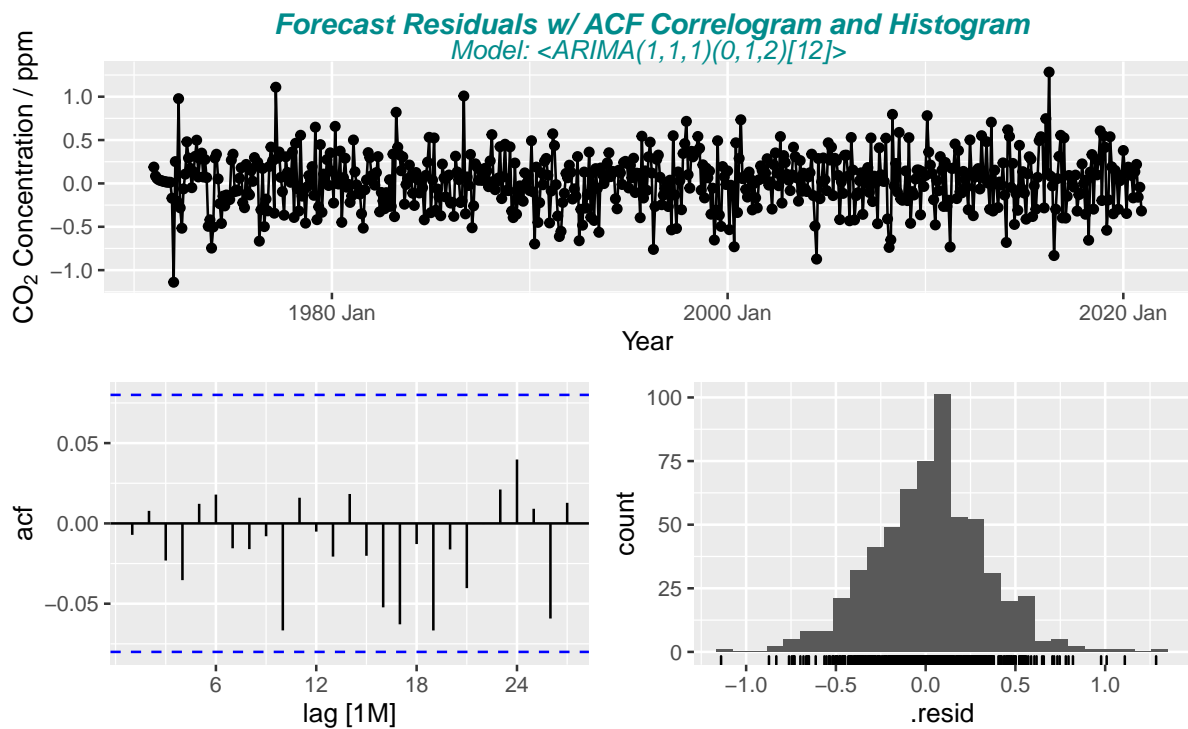 Forecast Residuals w/ ACF Correlogram and Histogram
Model: <ARIMA(1,1,1)(0,1,2)[12]>
CO₂ Concentration / ppm
1.0
0.5
0.0
−0.5
−1.0
1980 Jan
2000 Jan
2020 Jan
Year
acf
0.05
0.00
−0.05
6
12
18
24
lag [1M]
count
100
75
50
25
0
−1.0
−0.5
0.0
0.5
1.0
.resid